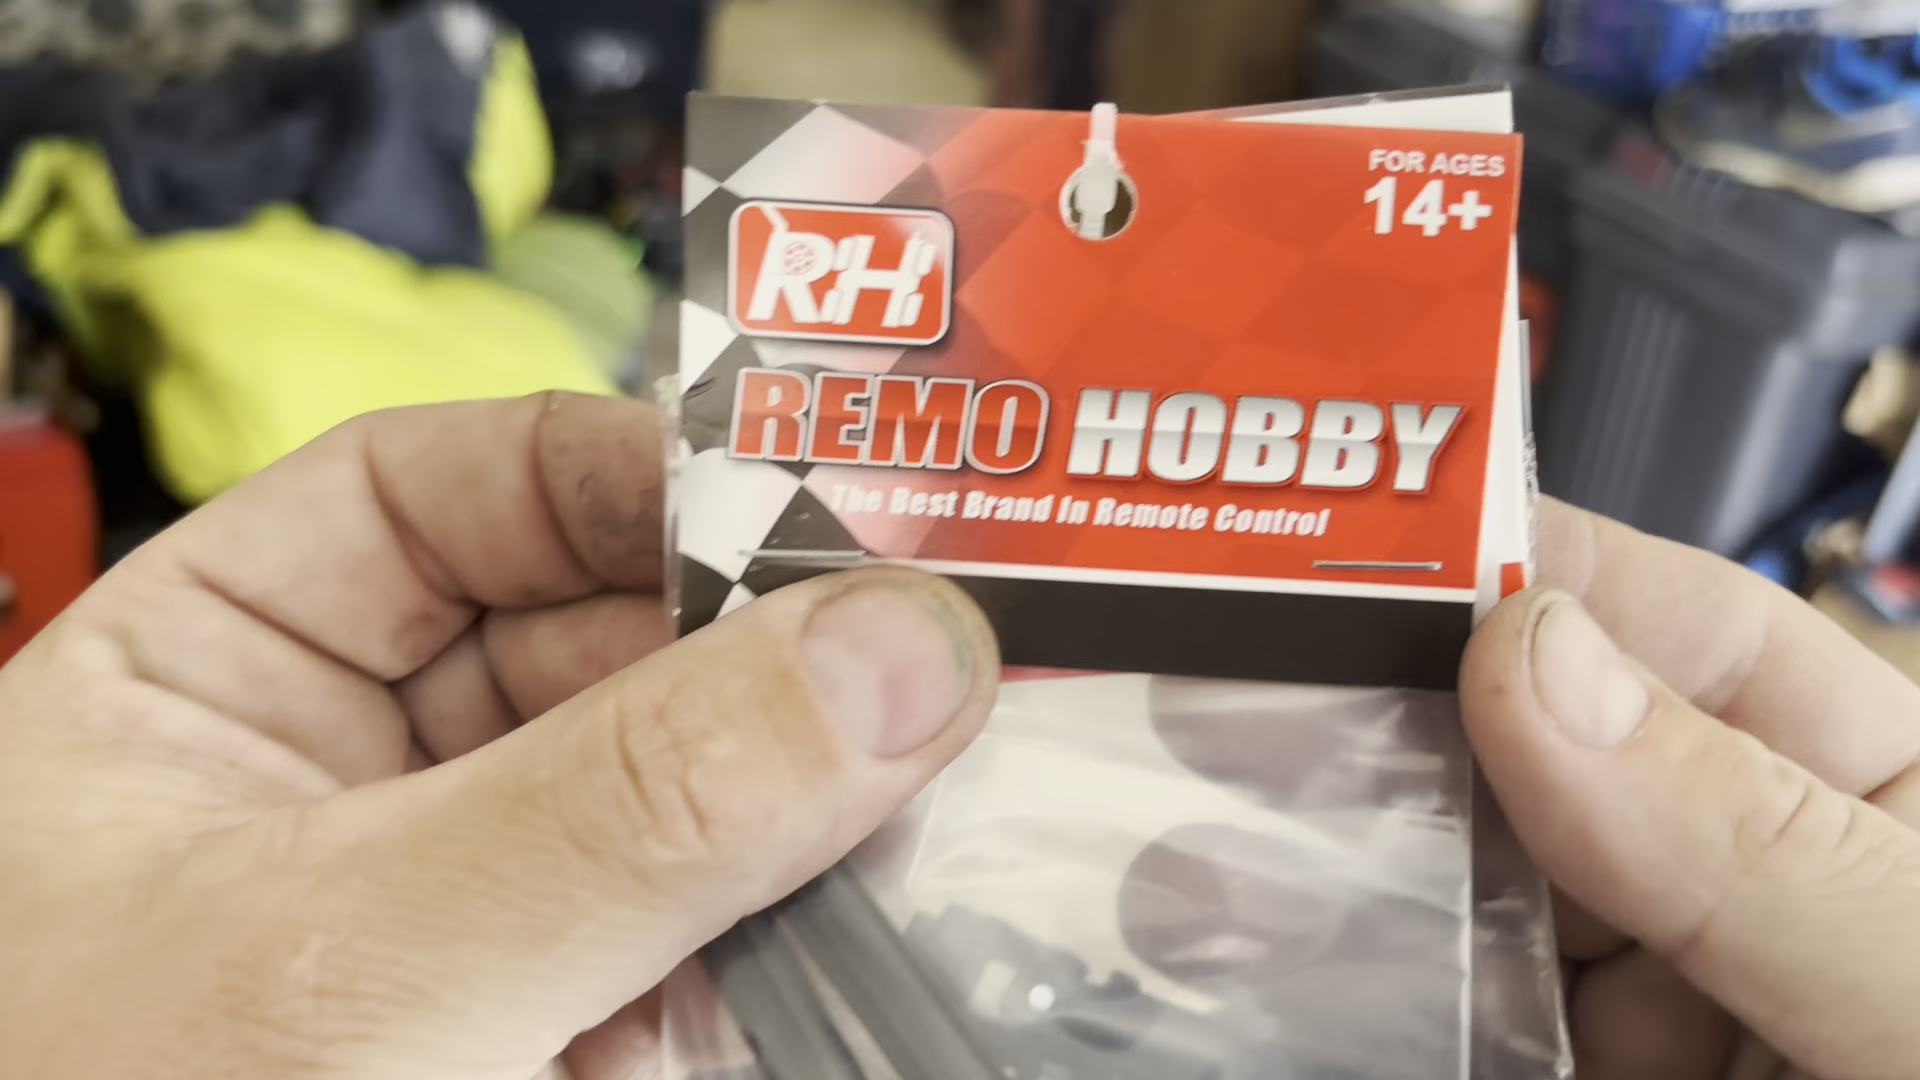 FOR AGES
14+
RH
REMO HOBBY
The Best Brand In Remote Control